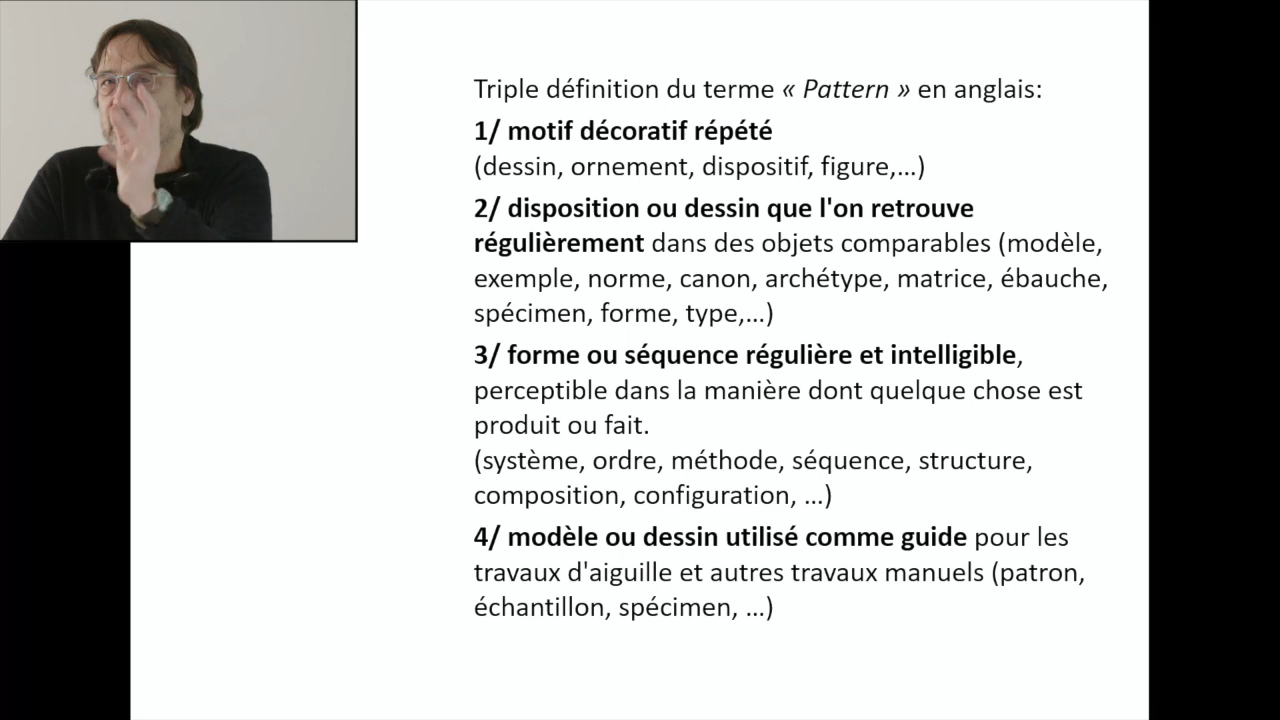 Triple définition du terme « Pattern » en anglais:
1/ motif décoratif répété
(dessin, ornement, dispositif, figure,...)
2/ disposition ou dessin que l'on retrouve
régulièrement dans des objets comparables (modèle,
exemple, norme, canon, archétype, matrice, ébauche,
spécimen, forme, type,...)
3/ forme ou séquence régulière et intelligible,
perceptible dans la manière dont quelque chose est
produit ou fait.
(système, ordre, méthode, séquence, structure,
composition, configuration, ...)
4/ modèle ou dessin utilisé comme guide pour les
travaux d'aiguille et autres travaux manuels (patron,
échantillon, spécimen, ...)